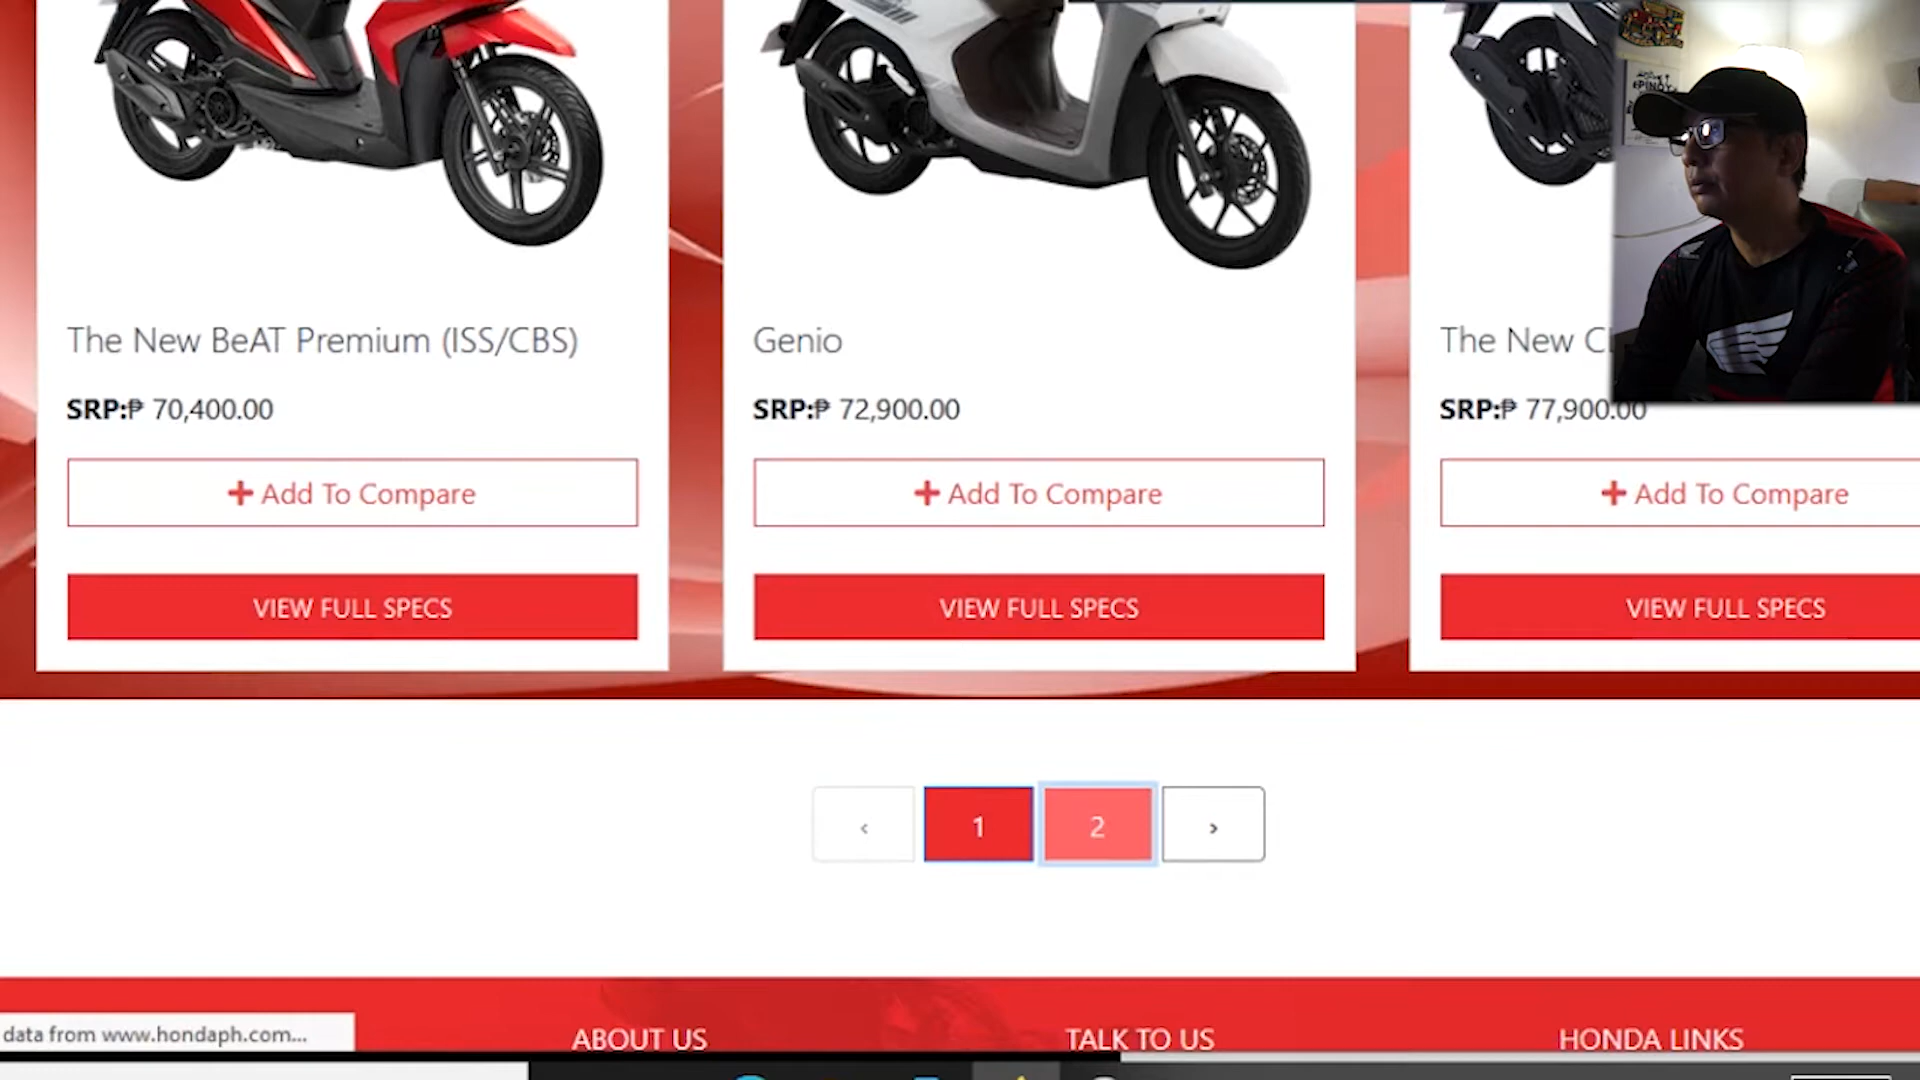 PINOY
The New BeAT Premium (ISS/CBS)
Genio
The New Cl
SRP:₱ 70,400.00
SRP:₱ 72,900.00
SRP:₱ 77,900.00
+ Add To Compare
+ Add To Compare
+ Add To Compare
VIEW FULL SPECS
VIEW FULL SPECS
VIEW FULL SPECS
‹ 1 2 ›
data from www.hondaph.com...
ABOUT US
TALK TO US
HONDA LINKS